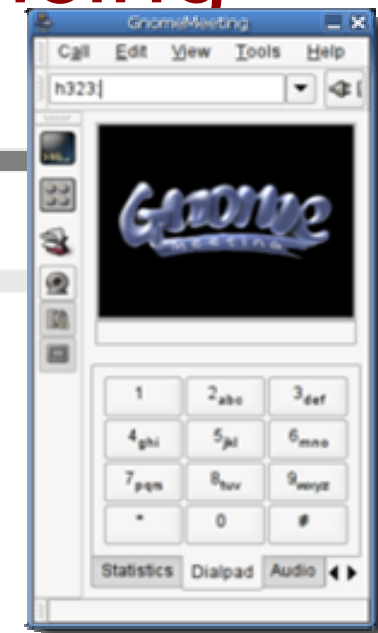 GnomeMeeting
Call Edit View Tools Help
h323:
GNOME
meeting
1 2abc 3def
4ghi 5jkl 6mno
7pqrs 8tuv 9wxyz
* 0 #
Statistics Dialpad Audio